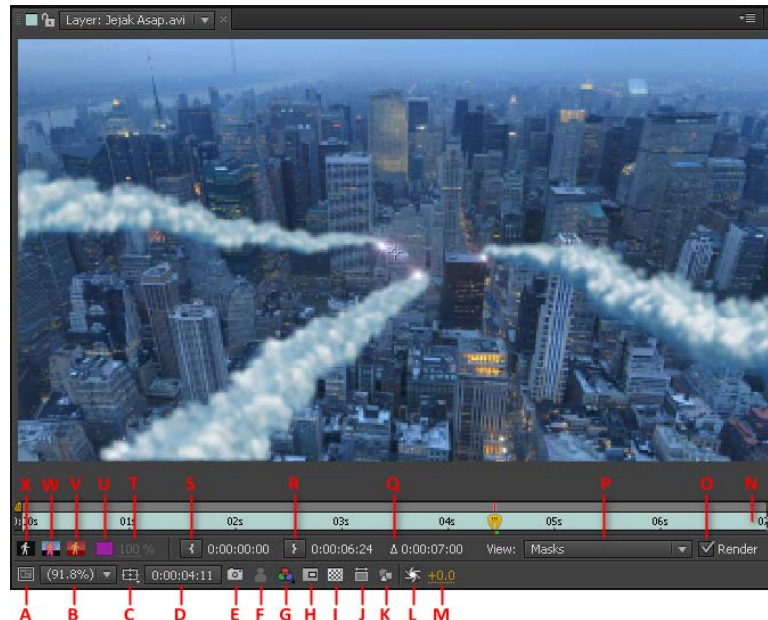 Layer: Jejak Asap.avi
X W V U T S R Q P O N
0:00s 01s 02s 03s 04s 05s 06s
100 % 0:00:00:00 0:00:06:24 Δ 0:00:07:00 View: Masks Render
(91.8%) 0:00:04:11 +0.0
A B C D E F G H I J K L M